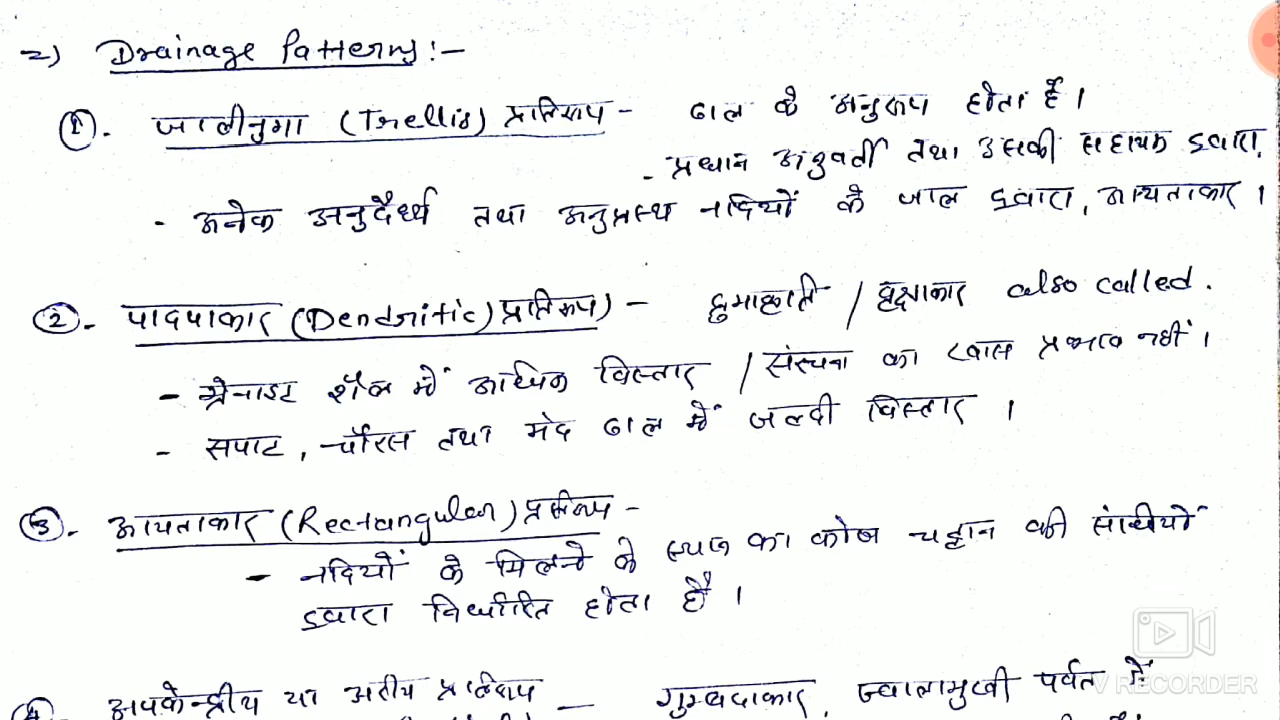 2) Drainage Patterns:-
①. जालीनुमा (Trellis) प्रतिरूप - ढाल के अनुरूप होता है।
- प्रधान अनुवर्ती तथा उसकी सहायक द्वारा,
- अनेक अनुदैर्ध्य तथा अनुप्रस्थ नदियों के जाल द्वारा, आयताकार।
②. पादपाकार (Dendritic) प्रतिरूप) - द्रुमाकृति / वृक्षाकार also called.
- ग्रेनाइट शैल में अधिक विस्तार / संरचना का खास प्रभाव नहीं।
- सपाट, चौरस तथा मंद ढाल में जल्दी विस्तार।
③. आयताकार (Rectangular) प्रतिरूप -
- नदियों के मिलने के स्थल का कोण चट्टान की संधियों
द्वारा निर्धारित होता है।
④ अपकेन्द्रीय या अरीय प्रतिरूप - गुम्बदाकार, ज्वालामुखी पर्वत में
V RECORDER